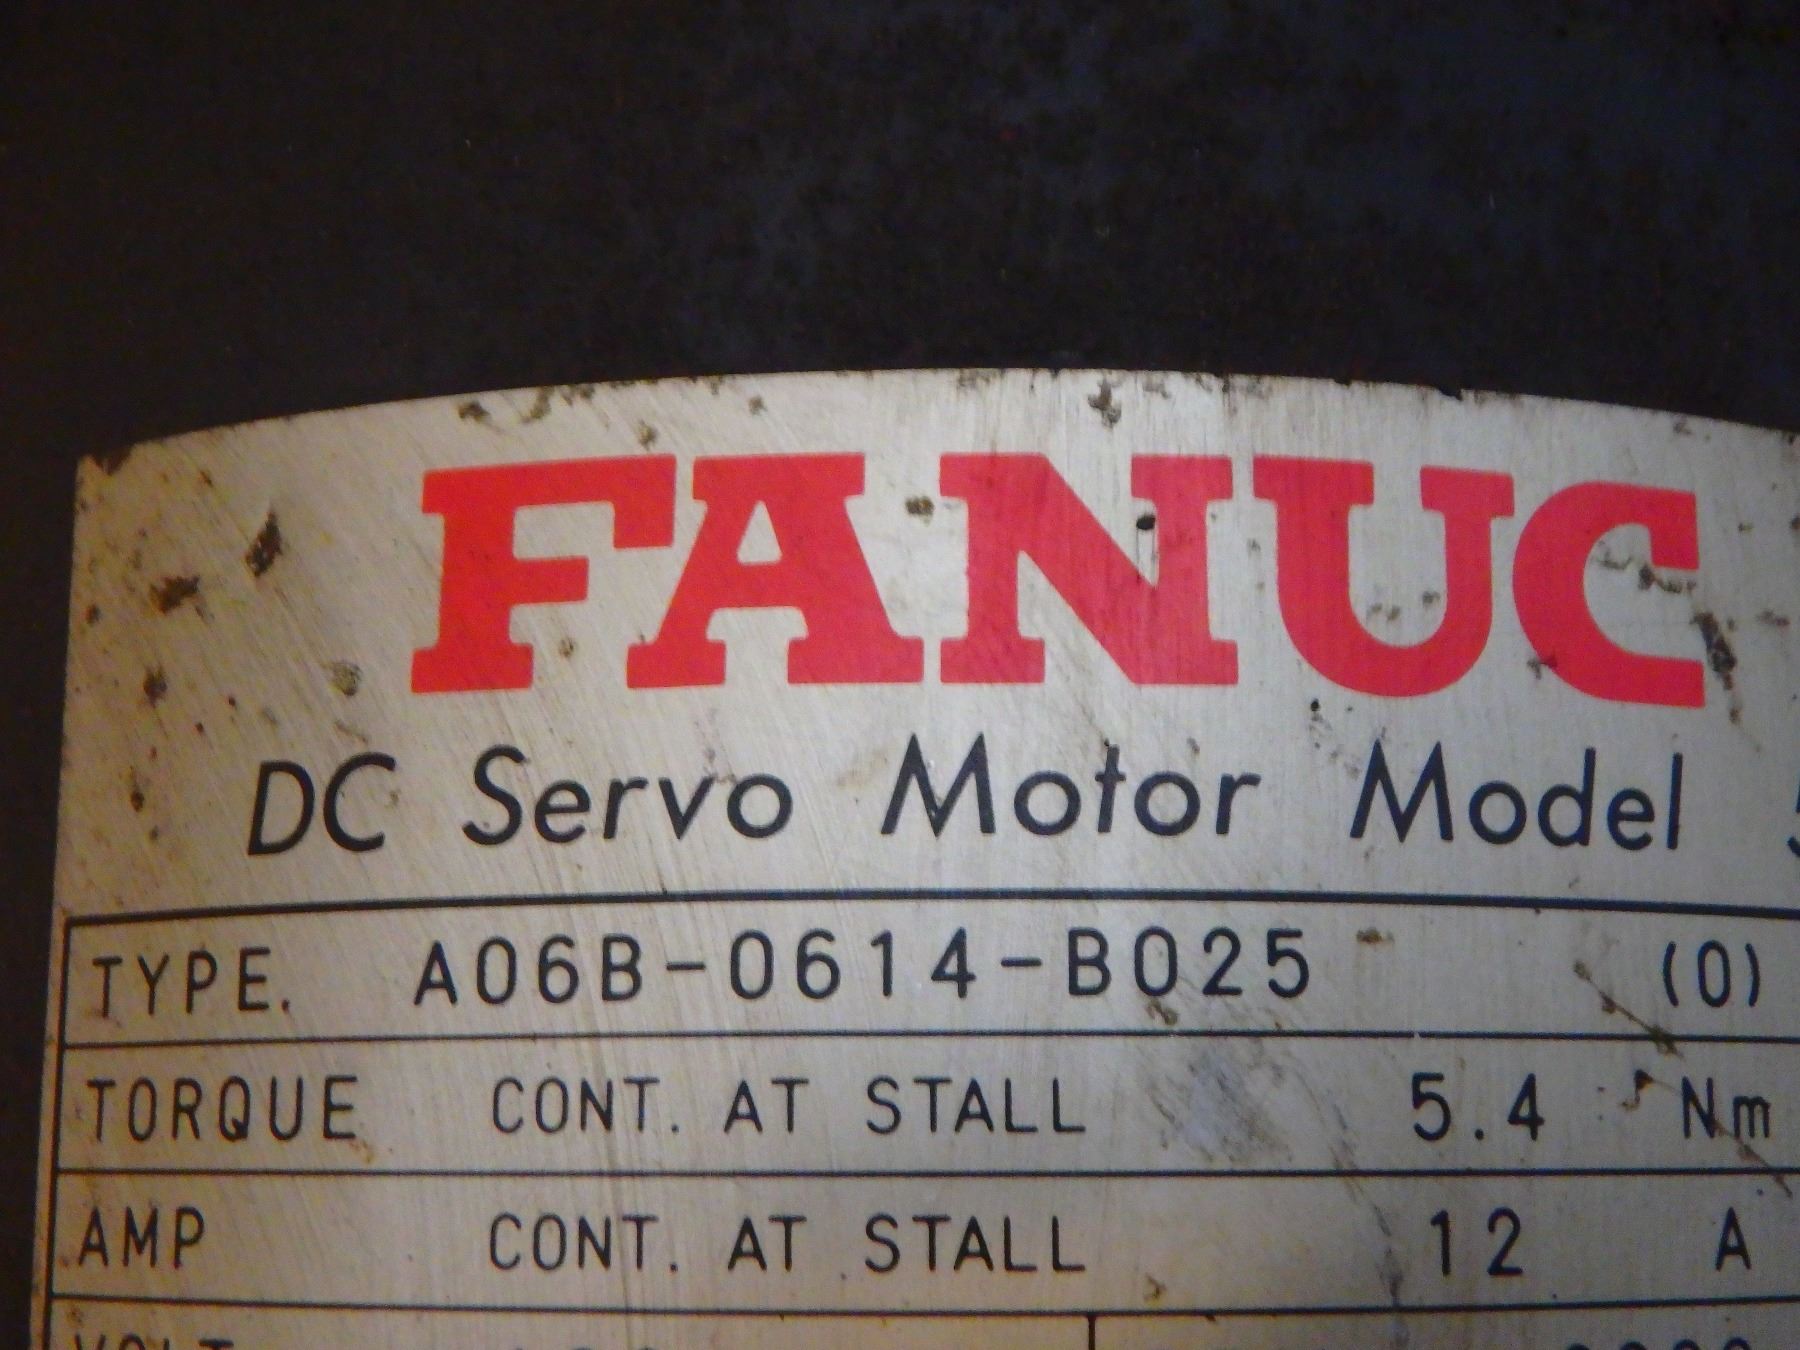 FANUC
DC Servo Motor Model
TYPE. A06B-0614-B025 (0)
TORQUE CONT. AT STALL 5.4 Nm
AMP CONT. AT STALL 12 A
VOLT